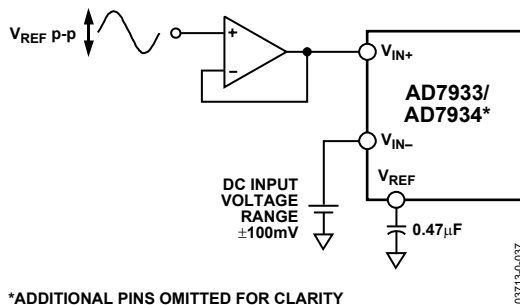 V_REF p-p
+
−
V_IN+
AD7933/
AD7934*
V_IN−
V_REF
DC INPUT
VOLTAGE
RANGE
±100mV
0.47µF
*ADDITIONAL PINS OMITTED FOR CLARITY
03713-0-037